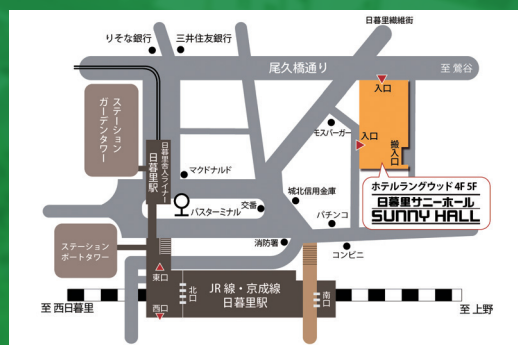 日暮里繊維街
りそな銀行
三井住友銀行
尾久橋通り
至 鶯谷
入口
ステーション
ガーデンタワー
モスバーガー
入口
搬入口
日暮里舎人ライナー
日暮里駅
マクドナルド
ホテルラングウッド 4F 5F
日暮里サニーホール
SUNNY HALL
城北信用金庫
バスターミナル
交番
パチンコ
ステーション
ポートタワー
消防署
コンビニ
東口
北口
JR 線・京成線
日暮里駅
南口
西口
至 西日暮里
至 上野